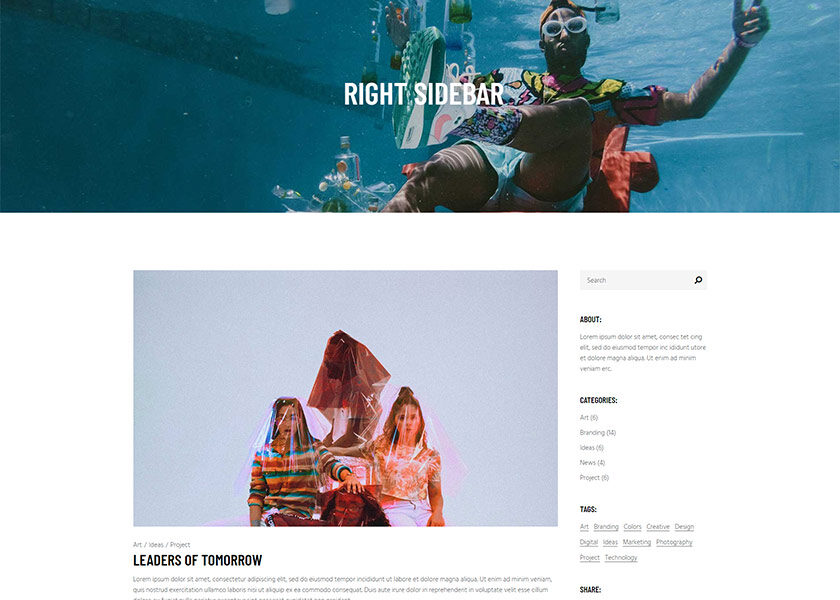 RIGHT SIDEBAR
Search
ABOUT:
Lorem ipsum dolor sit amet, consec tet cing
elit, sed do eiusmod tempor inc ididunt utore
et dolore magna aliqua. Ut enim ad minim
veniam erc.
CATEGORIES:
Art (6)
Branding (14)
Ideas (6)
News (4)
Project (6)
TAGS:
Art Branding Colors Creative Design
Digital Ideas Marketing Photography
Project Technology
SHARE:
Art / Ideas / Project
LEADERS OF TOMORROW
Lorem ipsum dolor sit amet, consectetur adipiscing elit, sed do eiusmod tempor incididunt ut labore et dolore magna aliqua. Ut enim ad minim veniam,
quis nostrud exercitation ullamco laboris nisi ut aliquip ex ea commodo consequat. Duis aute irure dolor in reprehenderit in voluptate velit esse cillum